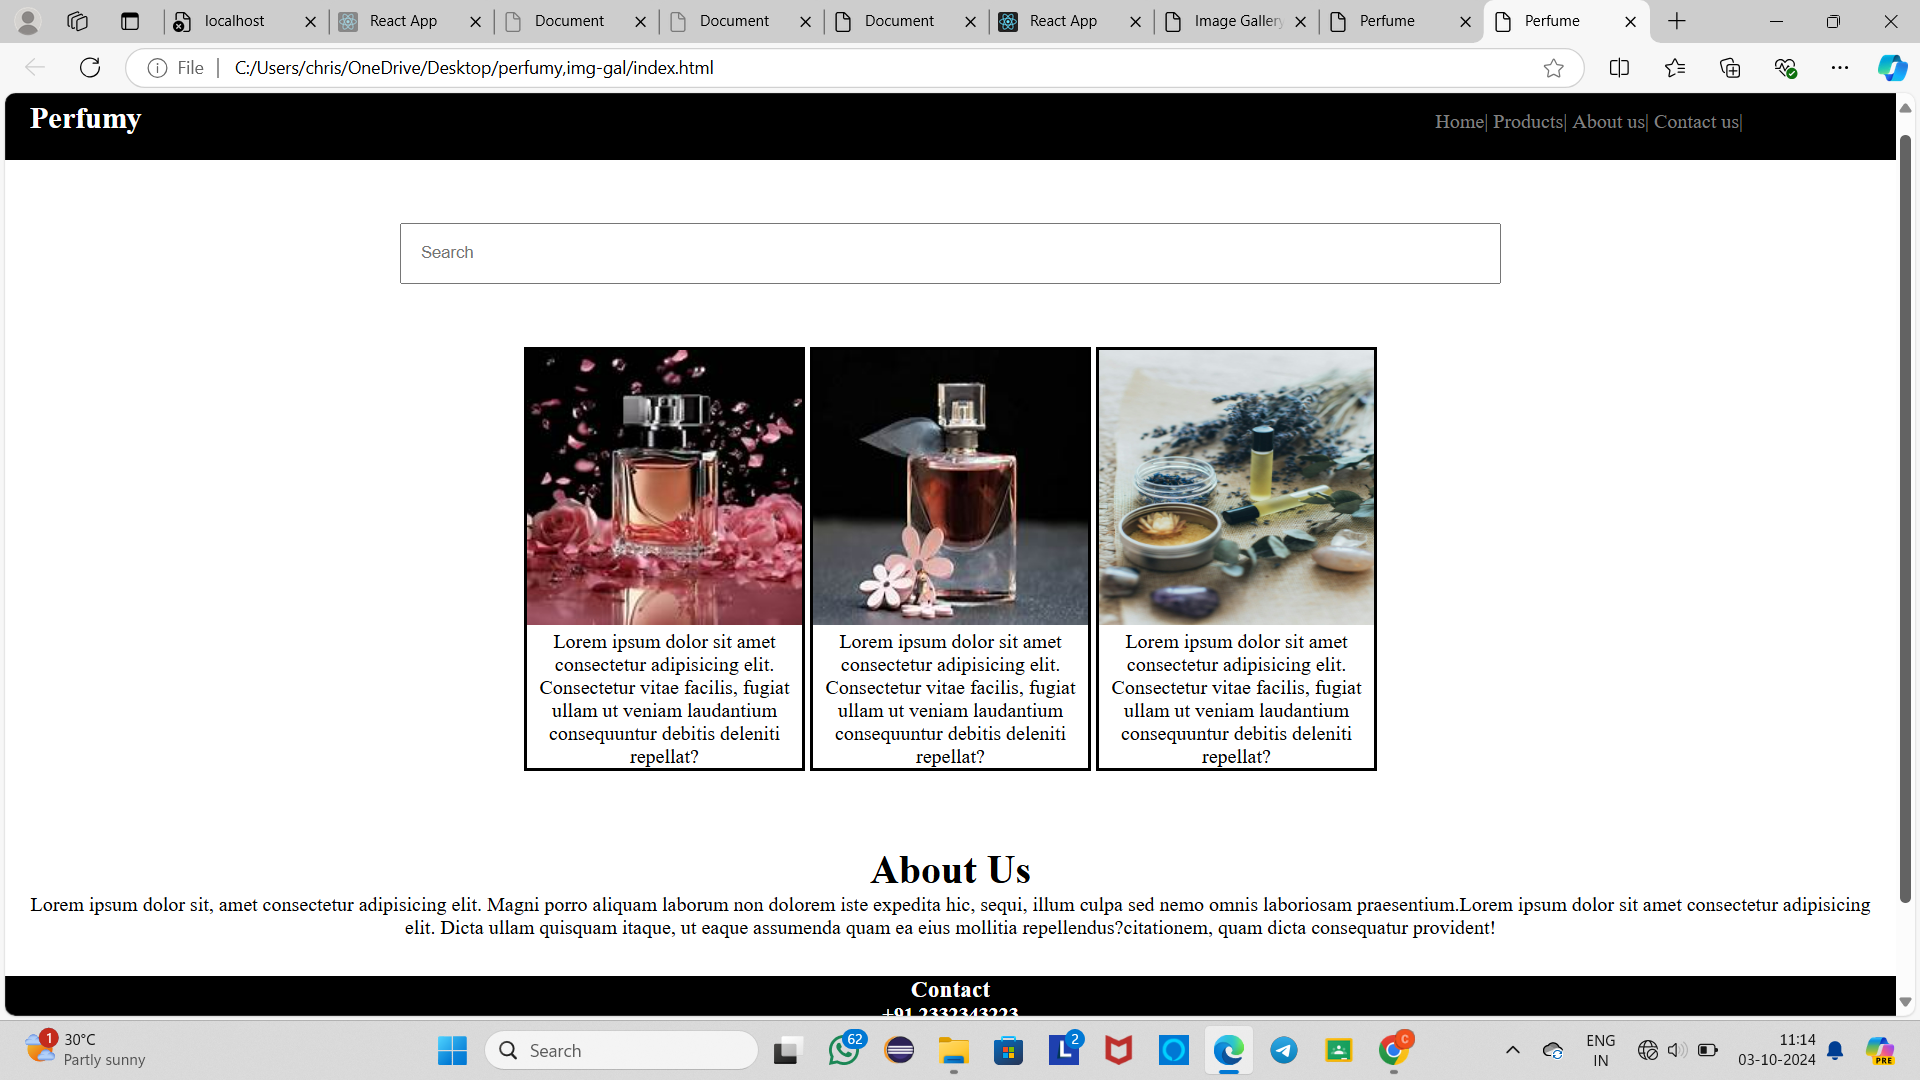 localhost
React App
Document
Document
Document
React App
Image Gallery
Perfume
Perfume
File
C:/Users/chris/OneDrive/Desktop/perfumy,img-gal/index.html
Perfumy
Home| Products| About us| Contact us|
Search
Lorem ipsum dolor sit amet
consectetur adipisicing elit.
Consectetur vitae facilis, fugiat
ullam ut veniam laudantium
consequuntur debitis deleniti
repellat?
Lorem ipsum dolor sit amet
consectetur adipisicing elit.
Consectetur vitae facilis, fugiat
ullam ut veniam laudantium
consequuntur debitis deleniti
repellat?
Lorem ipsum dolor sit amet
consectetur adipisicing elit.
Consectetur vitae facilis, fugiat
ullam ut veniam laudantium
consequuntur debitis deleniti
repellat?
About Us
Lorem ipsum dolor sit, amet consectetur adipisicing elit. Magni porro aliquam laborum non dolorem iste expedita hic, sequi, illum culpa sed nemo omnis laboriosam praesentium.Lorem ipsum dolor sit amet consectetur adipisicing
elit. Dicta ullam quisquam itaque, ut eaque assumenda quam ea eius mollitia repellendus?citationem, quam dicta consequatur provident!
Contact
+91 2332343223
1
30°C
Partly sunny
Search
62
L
2
C
PRE
ENG
IN
11:14
03-10-2024